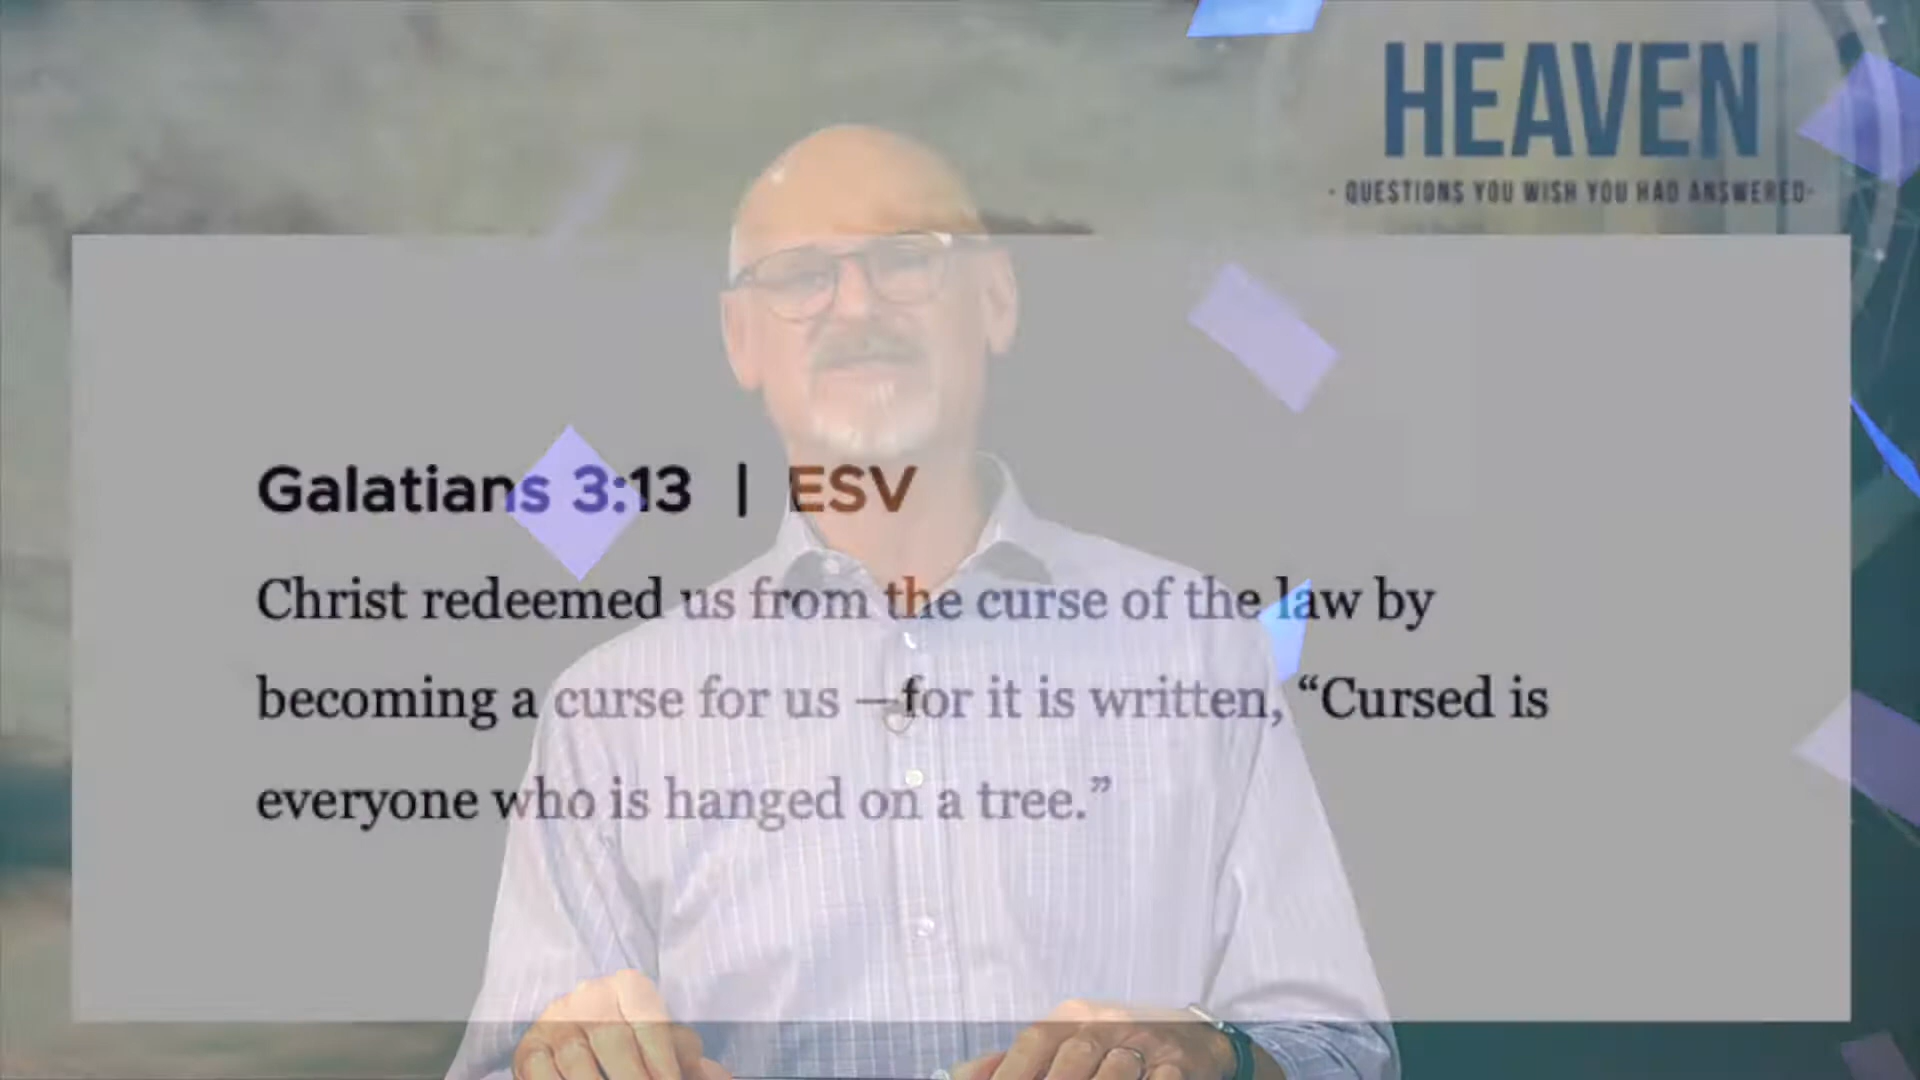 HEAVEN
- QUESTIONS YOU WISH YOU HAD ANSWERED-
Galatians 3:13 | ESV
Christ redeemed us from the curse of the law by
becoming a curse for us —for it is written, “Cursed is
everyone who is hanged on a tree.”